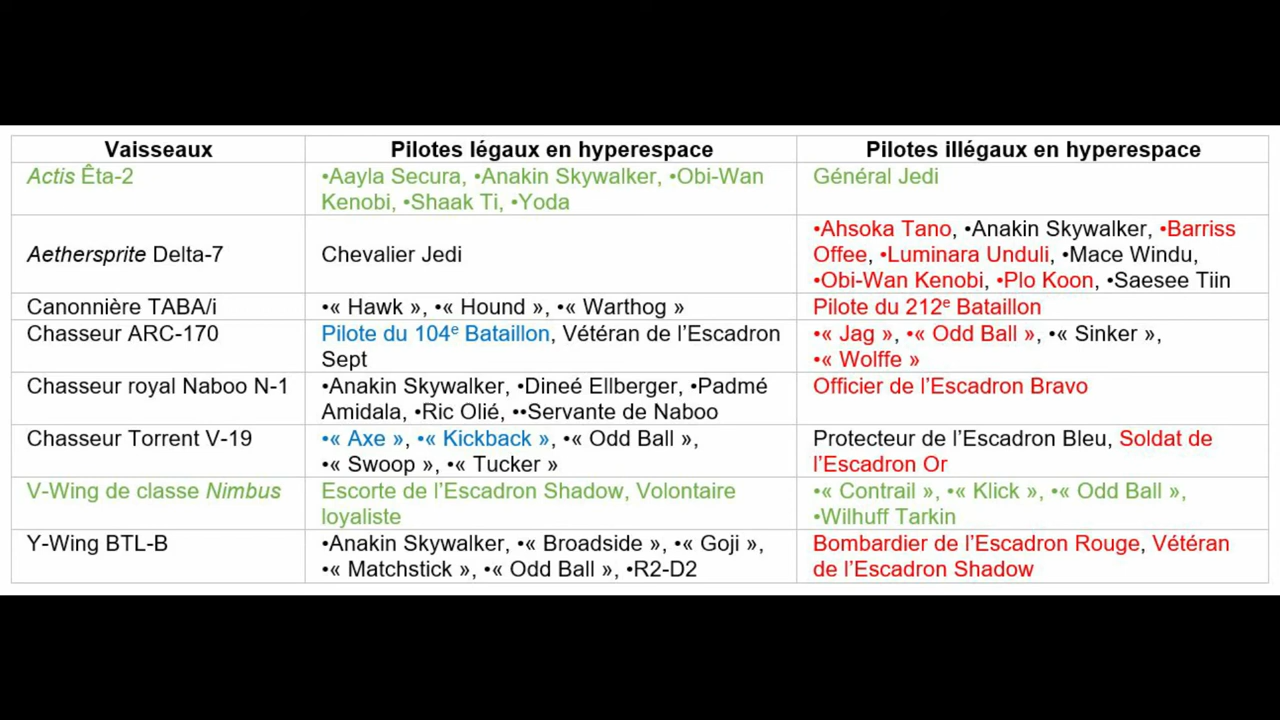 Vaisseaux
Pilotes légaux en hyperespace
Pilotes illégaux en hyperespace
Actis Êta-2
•Aayla Secura, •Anakin Skywalker, •Obi-Wan
Kenobi, •Shaak Ti, •Yoda
Général Jedi
Aethersprite Delta-7
Chevalier Jedi
•Ahsoka Tano, •Anakin Skywalker, •Barriss
Offee, •Luminara Unduli, •Mace Windu,
•Obi-Wan Kenobi, •Plo Koon, •Saesee Tiin
Canonnière TABA/i
•« Hawk », •« Hound », •« Warthog »
Pilote du 212e Bataillon
Chasseur ARC-170
Pilote du 104e Bataillon, Vétéran de l’Escadron
Sept
•« Jag », •« Odd Ball », •« Sinker »,
•« Wolffe »
Chasseur royal Naboo N-1
•Anakin Skywalker, •Dineé Ellberger, •Padmé
Amidala, •Ric Olié, ••Servante de Naboo
Officier de l’Escadron Bravo
Chasseur Torrent V-19
•« Axe », •« Kickback », •« Odd Ball »,
•« Swoop », •« Tucker »
Protecteur de l’Escadron Bleu, Soldat de
l’Escadron Or
V-Wing de classe Nimbus
Escorte de l’Escadron Shadow, Volontaire
loyaliste
•« Contrail », •« Klick », •« Odd Ball »,
•Wilhuff Tarkin
Y-Wing BTL-B
•Anakin Skywalker, •« Broadside », •« Goji »,
•« Matchstick », •« Odd Ball », •R2-D2
Bombardier de l’Escadron Rouge, Vétéran
de l’Escadron Shadow